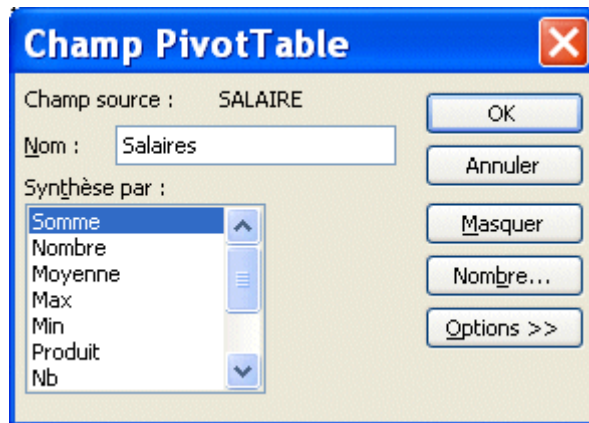 Champ PivotTable
Champ source : SALAIRE
Nom : Salaires
Synthèse par :
Somme
Nombre
Moyenne
Max
Min
Produit
Nb
OK
Annuler
Masquer
Nombre...
Options >>